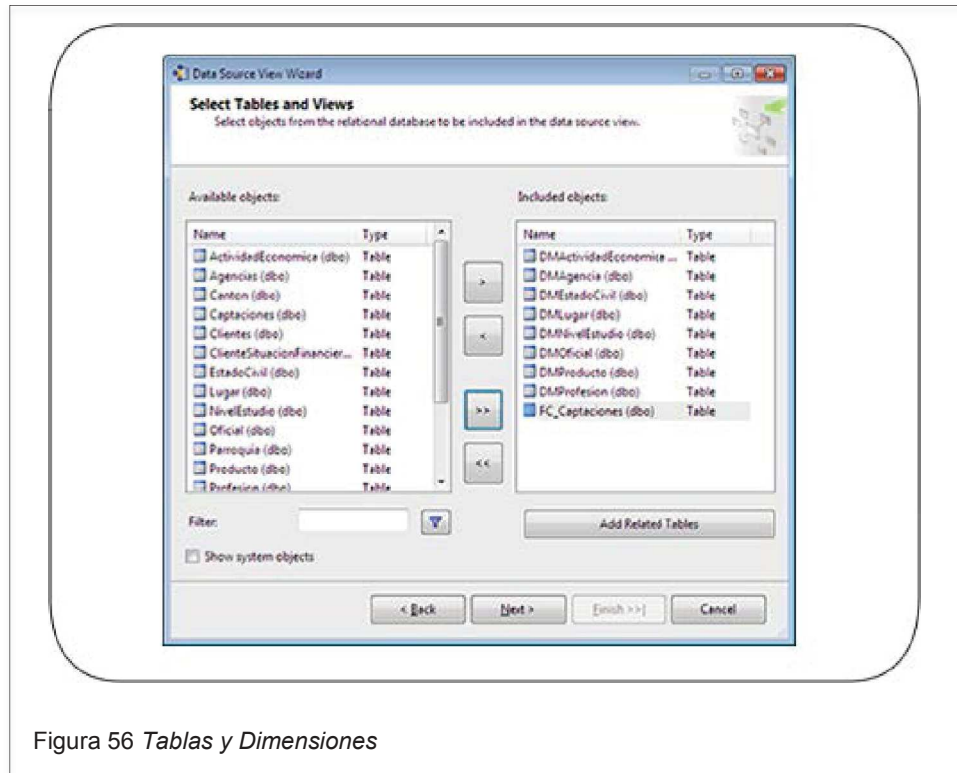 Data Source View Wizard
Select Tables and Views
Select objects from the relational database to be included in the data source view.
Available objects:
Name Type
ActividadEconomica (dbo) Table
Agencias (dbo) Table
Canton (dbo) Table
Captaciones (dbo) Table
Clientes (dbo) Table
ClienteSituacionFinancier... Table
EstadoCivil (dbo) Table
Lugar (dbo) Table
NivelEstudio (dbo) Table
Oficial (dbo) Table
Parroquia (dbo) Table
Producto (dbo) Table
Profesion (dbo) Table
>
<
>>
<<
Included objects:
Name Type
DMActividadEconomica ... Table
DMAgencia (dbo) Table
DMEstadoCivil (dbo) Table
DMLugar (dbo) Table
DMNivelEstudio (dbo) Table
DMOficial (dbo) Table
DMProducto (dbo) Table
DMProfesion (dbo) Table
FC_Captaciones (dbo) Table
Filter:
Add Related Tables
Show system objects
< Back Next > Finish >>| Cancel
Figura 56 Tablas y Dimensiones